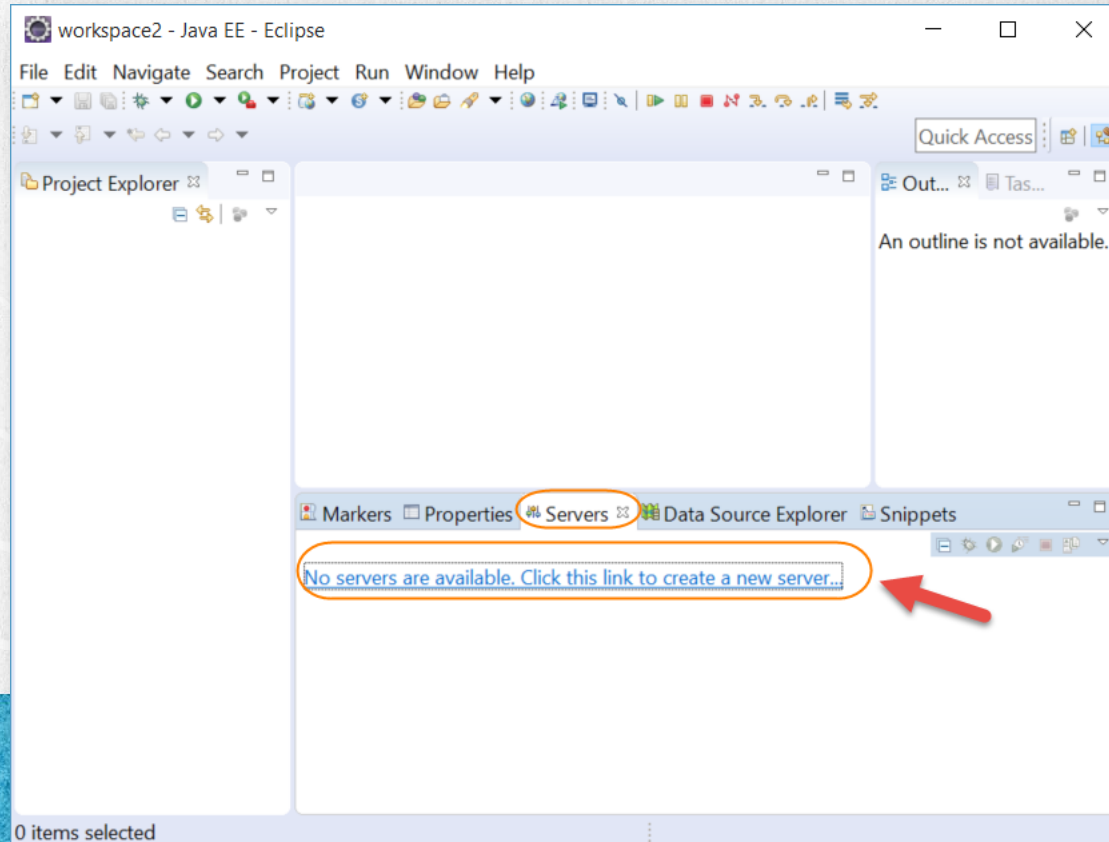 workspace2 - Java EE - Eclipse
File Edit Navigate Search Project Run Window Help
Quick Access
Project Explorer
Out... Tas...
An outline is not available.
Markers Properties Servers Data Source Explorer Snippets
No servers are available. Click this link to create a new server...
0 items selected